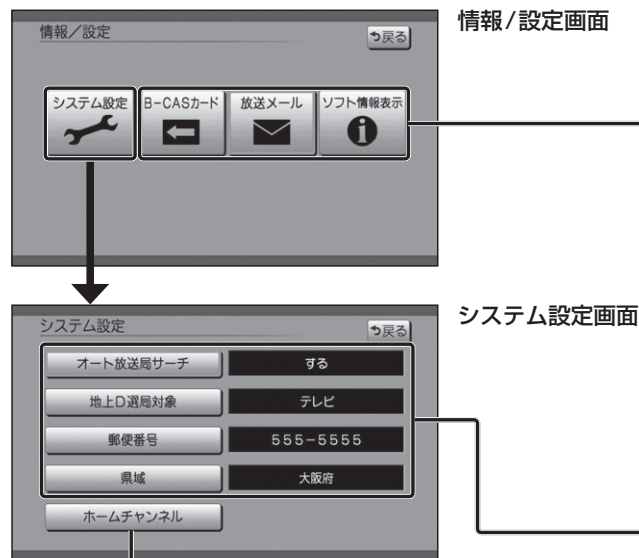 情報／設定
戻る
情報/設定画面
システム設定
B-CASカード
放送メール
ソフト情報表示
システム設定
戻る
システム設定画面
オート放送局サーチ
する
地上D選局対象
テレビ
郵便番号
555-5555
県域
大阪府
ホームチャンネル